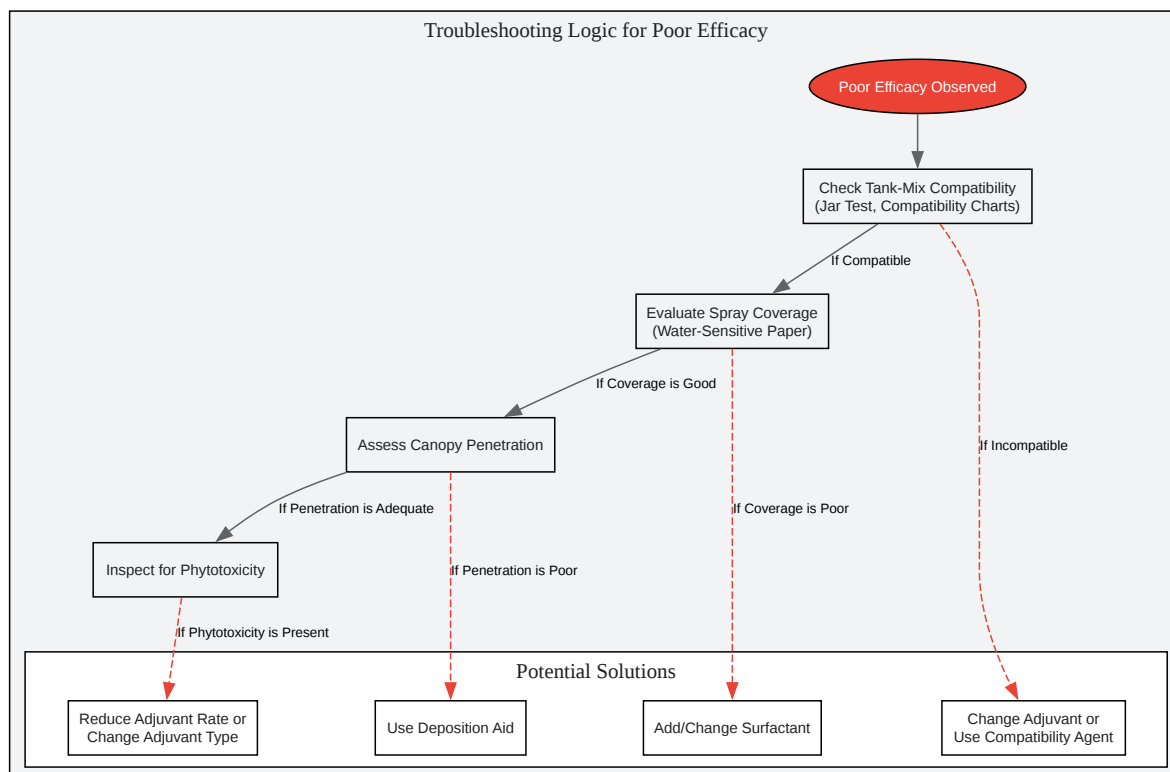 Troubleshooting Logic for Poor Efficacy
Poor Efficacy Observed
Check Tank-Mix Compatibility
(Jar Test, Compatibility Charts)
If Compatible
Evaluate Spray Coverage
(Water-Sensitive Paper)
If Coverage is Good
Assess Canopy Penetration
If Incompatible
If Penetration is Adequate
If Coverage is Poor
Inspect for Phytotoxicity
If Penetration is Poor
If Phytotoxicity is Present
Potential Solutions
Reduce Adjuvant Rate or
Change Adjuvant Type
Use Deposition Aid
Add/Change Surfactant
Change Adjuvant or
Use Compatibility Agent